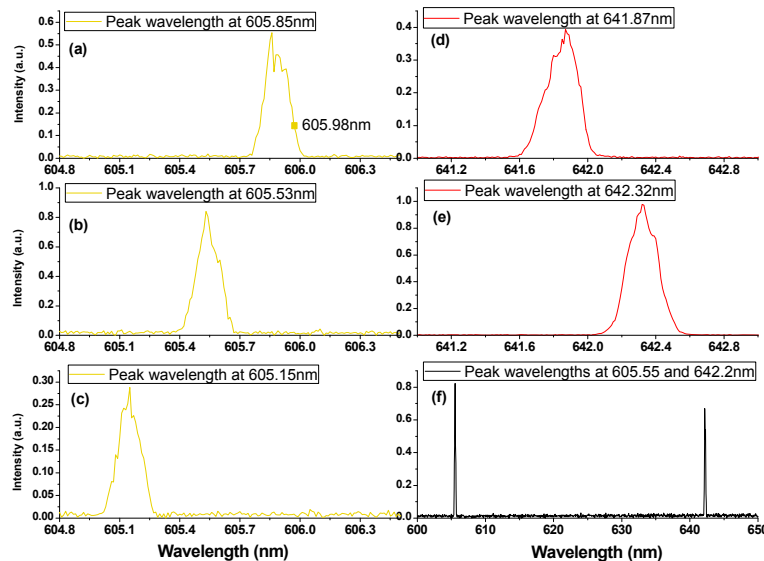 Peak wavelength at 605.85nm
(a)
605.98nm
Intensity (a.u.)
0.6
0.5
0.4
0.3
0.2
0.1
0.0
604.8 605.1 605.4 605.7 606.0 606.3
Peak wavelength at 641.87nm
(d)
0.4
0.3
0.2
0.1
0.0
641.2 641.6 642.0 642.4 642.8
Peak wavelength at 605.53nm
(b)
Intensity (a.u.)
1.0
0.8
0.6
0.4
0.2
0.0
604.8 605.1 605.4 605.7 606.0 606.3
Peak wavelength at 642.32nm
(e)
1.0
0.8
0.6
0.4
0.2
0.0
641.2 641.6 642.0 642.4 642.8
Peak wavelength at 605.15nm
(c)
Intensity (a.u.)
0.30
0.25
0.20
0.15
0.10
0.05
0.00
604.8 605.1 605.4 605.7 606.0 606.3
Wavelength (nm)
Peak wavelengths at 605.55 and 642.2nm
(f)
0.8
0.6
0.4
0.2
0.0
600 610 620 630 640 650
Wavelength (nm)